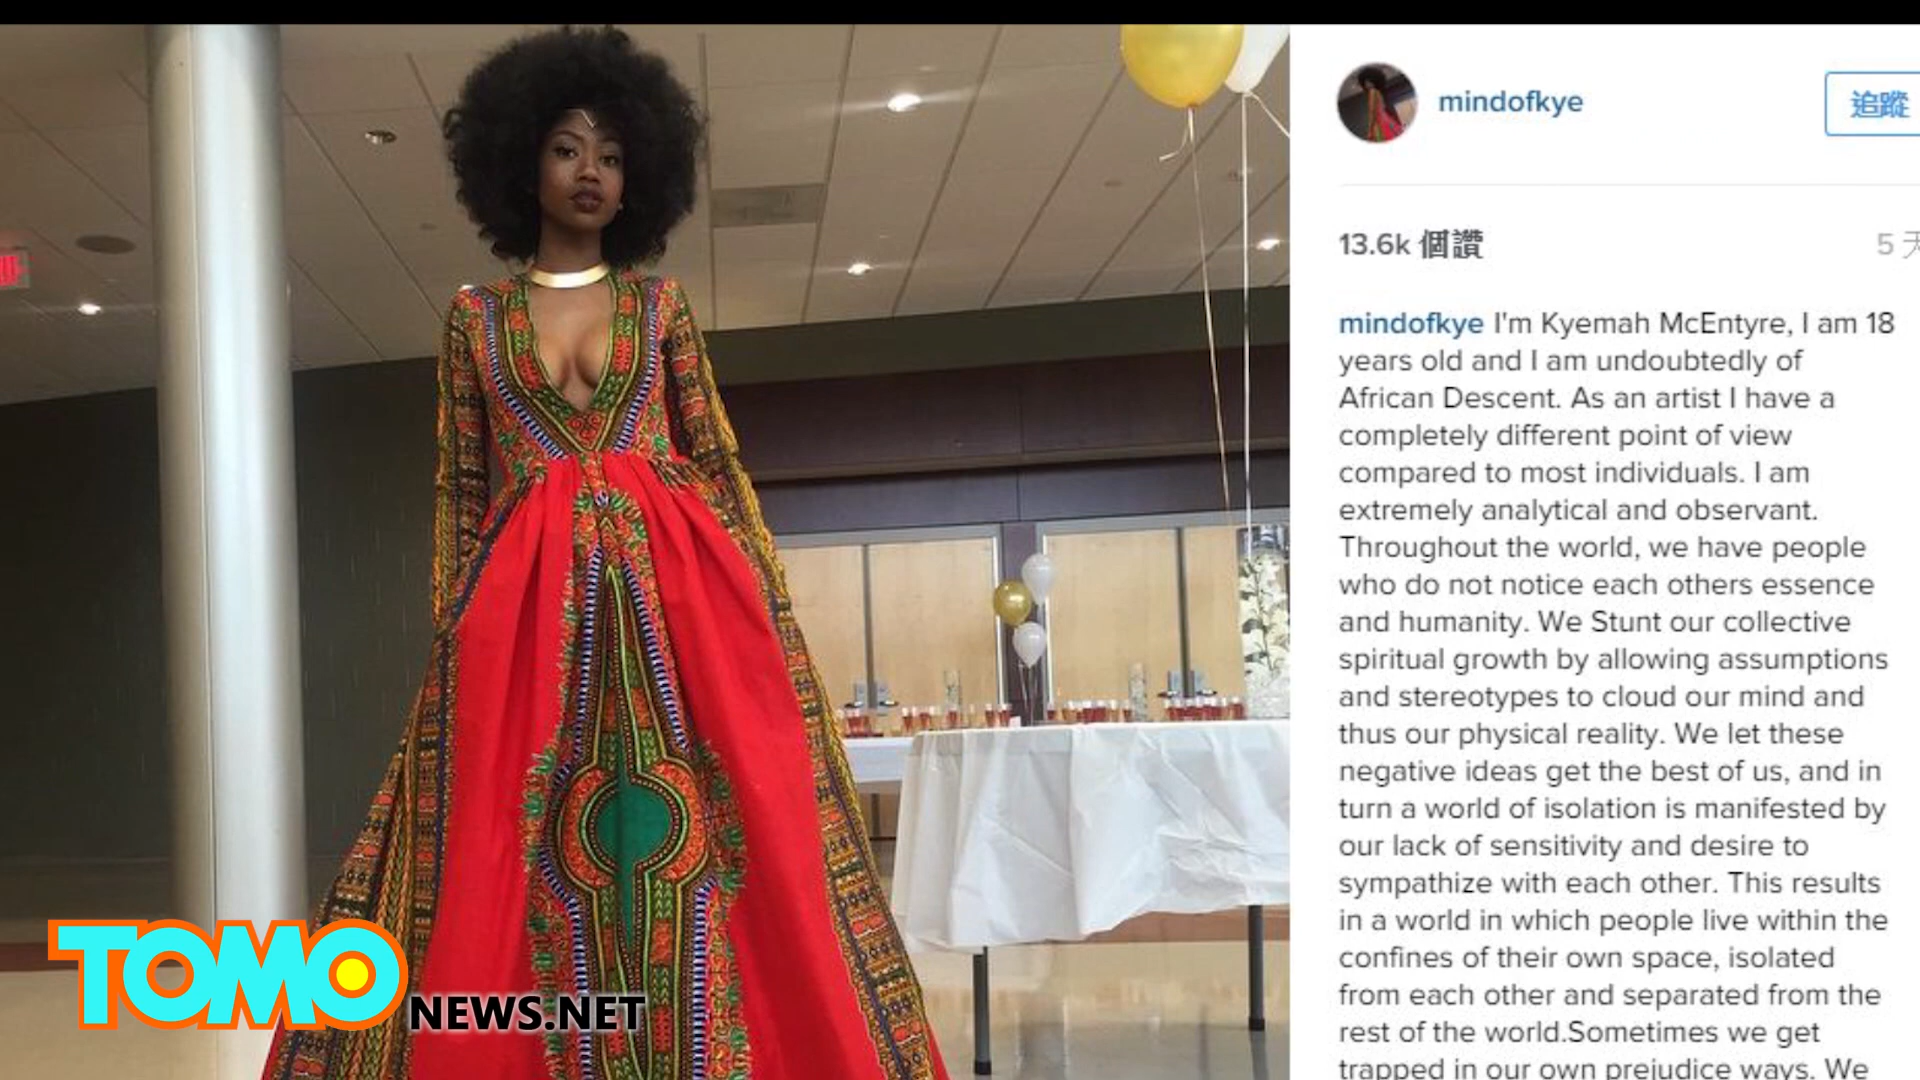 mindofkye
追蹤
13.6k 個讚
5 天
mindofkye I'm Kyemah McEntyre, I am 18
years old and I am undoubtedly of
African Descent. As an artist I have a
completely different point of view
compared to most individuals. I am
extremely analytical and observant.
Throughout the world, we have people
who do not notice each others essence
and humanity. We Stunt our collective
spiritual growth by allowing assumptions
and stereotypes to cloud our mind and
thus our physical reality. We let these
negative ideas get the best of us, and in
turn a world of isolation is manifested by
our lack of sensitivity and desire to
sympathize with each other. This results
in a world in which people live within the
confines of their own space, isolated
from each other and separated from the
rest of the world.Sometimes we get
trapped in our own prejudice ways. We
TOMO
NEWS.NET